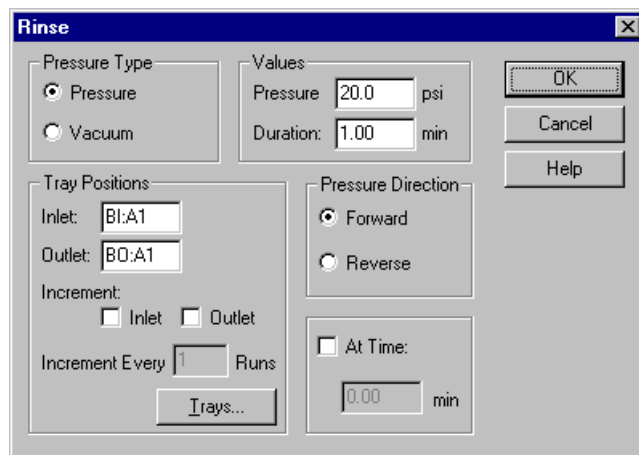 Rinse
Pressure Type
Pressure
Vacuum
Values
Pressure 20.0 psi
Duration: 1.00 min
OK
Cancel
Help
Tray Positions
Inlet: BI:A1
Outlet: BO:A1
Increment:
Inlet Outlet
Increment Every 1 Runs
Trays...
Pressure Direction
Forward
Reverse
At Time:
0.00 min